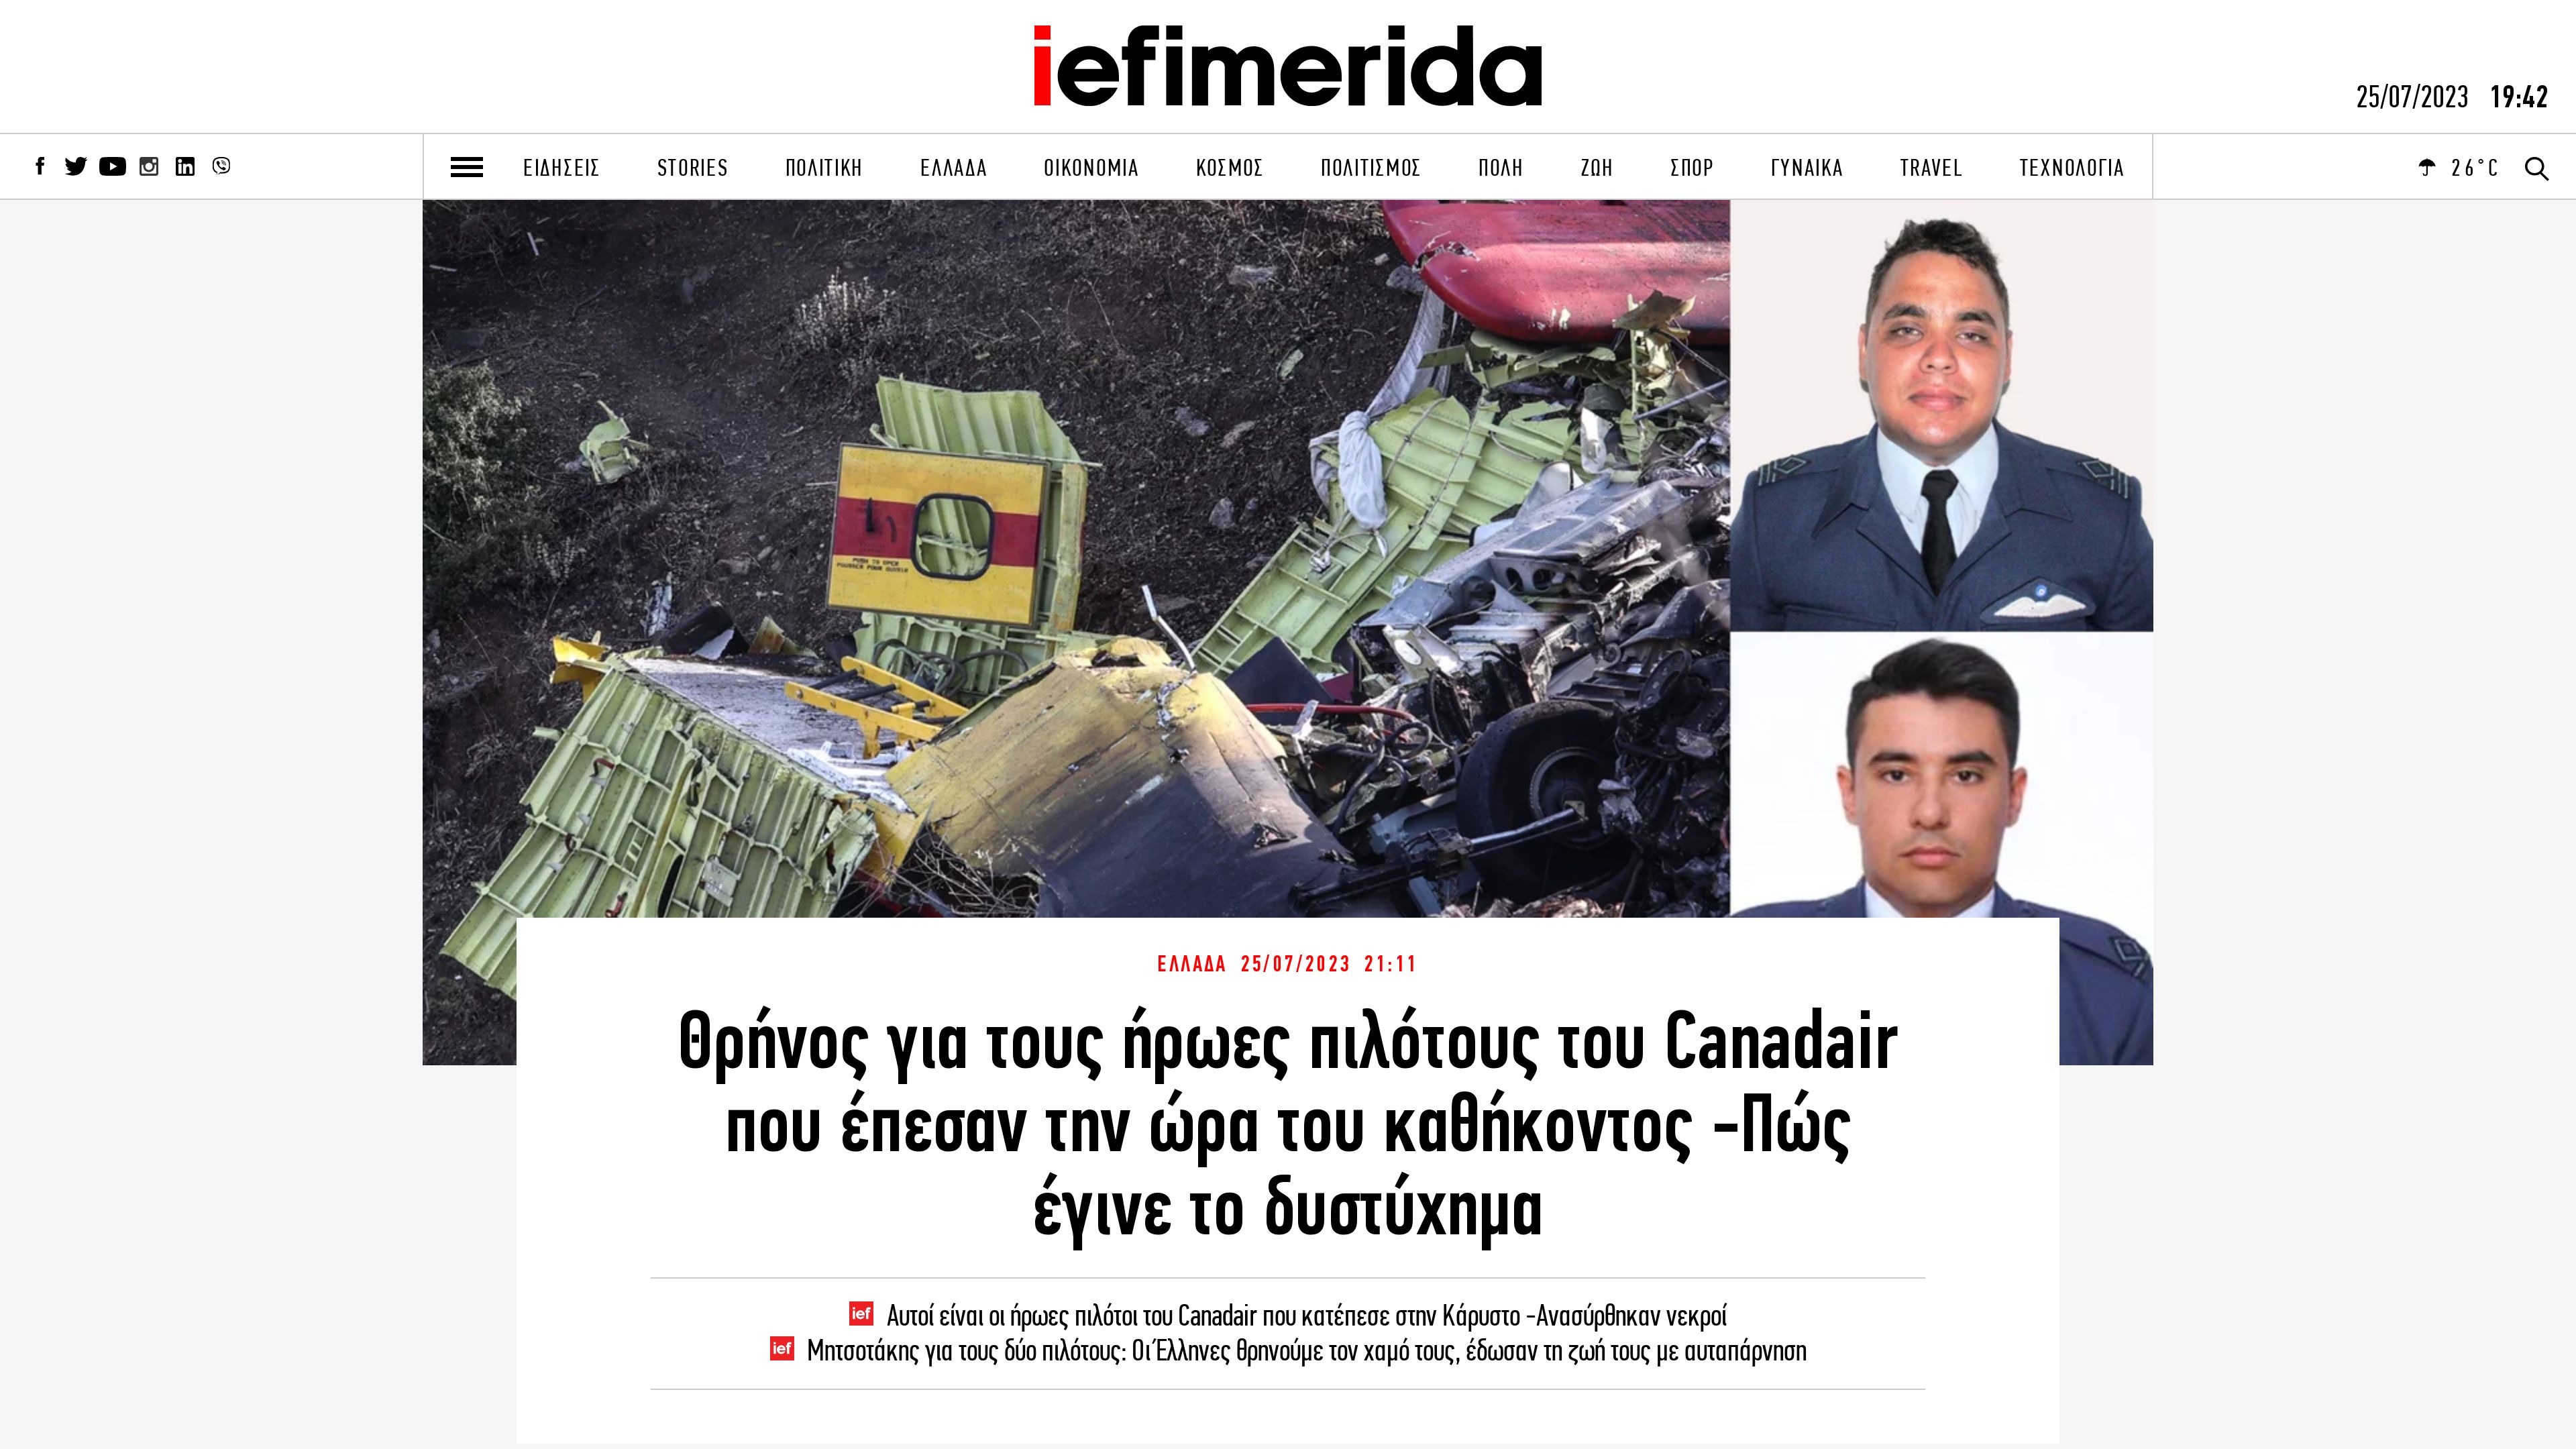 iefimerida
25/07/2023 19:42
ΕΙΔΗΣΕΙΣ STORIES ΠΟΛΙΤΙΚΗ ΕΛΛΑΔΑ ΟΙΚΟΝΟΜΙΑ ΚΟΣΜΟΣ ΠΟΛΙΤΙΣΜΟΣ ΠΟΛΗ ΖΩΗ ΣΠΟΡ ΓΥΝΑΙΚΑ TRAVEL ΤΕΧΝΟΛΟΓΙΑ 26°C
PUSH TO OPEN
POUSSER POUR OUVRIR
ΕΛΛΑΔΑ 25/07/2023 21:11
Θρήνος για τους ήρωες πιλότους του Canadair
που έπεσαν την ώρα του καθήκοντος -Πώς
έγινε το δυστύχημα
ief Αυτοί είναι οι ήρωες πιλότοι του Canadair που κατέπεσε στην Κάρυστο -Ανασύρθηκαν νεκροί
ief Μητσοτάκης για τους δύο πιλότους: Οι Έλληνες θρηνούμε τον χαμό τους, έδωσαν τη ζωή τους με αυταπάρνηση